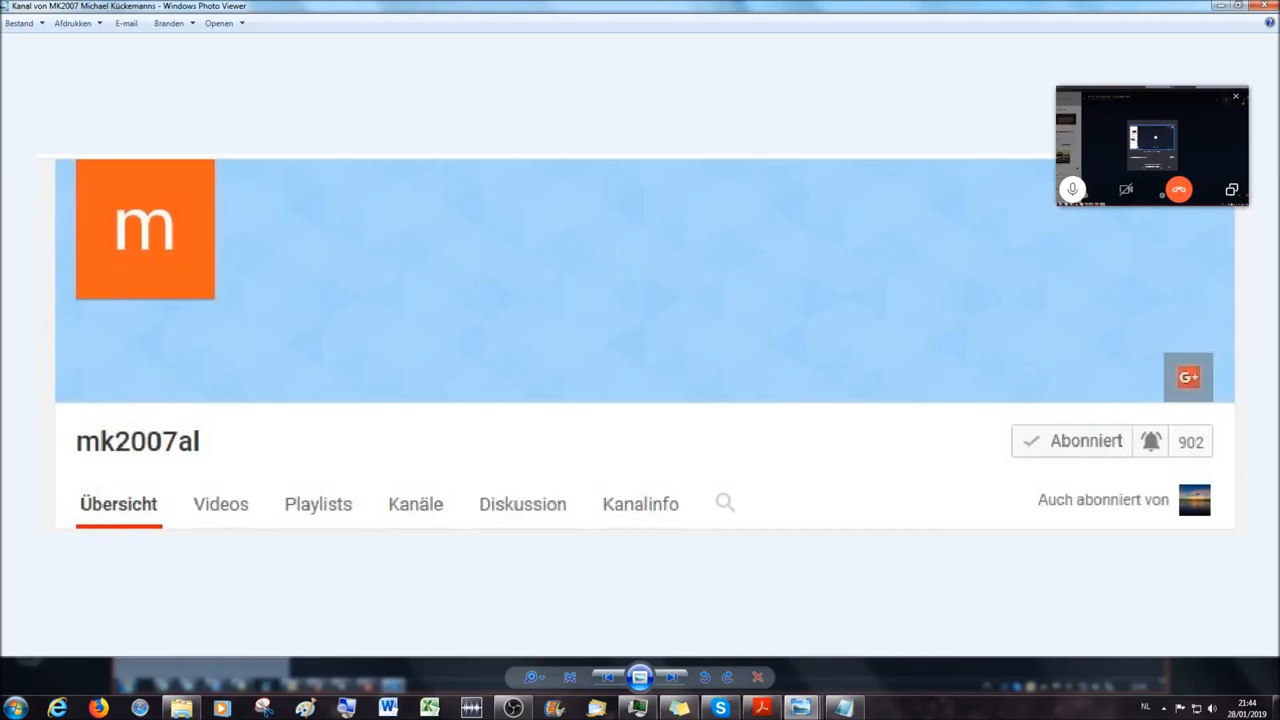 Kanal von MK2007 Michael Kückemanns - Windows Photo Viewer
Bestand Afdrukken E-mail Branden Openen
m
G+
mk2007al
Abonniert 902
Übersicht Videos Playlists Kanäle Diskussion Kanalinfo
Auch abonniert von
NL
21:44
28/01/2019